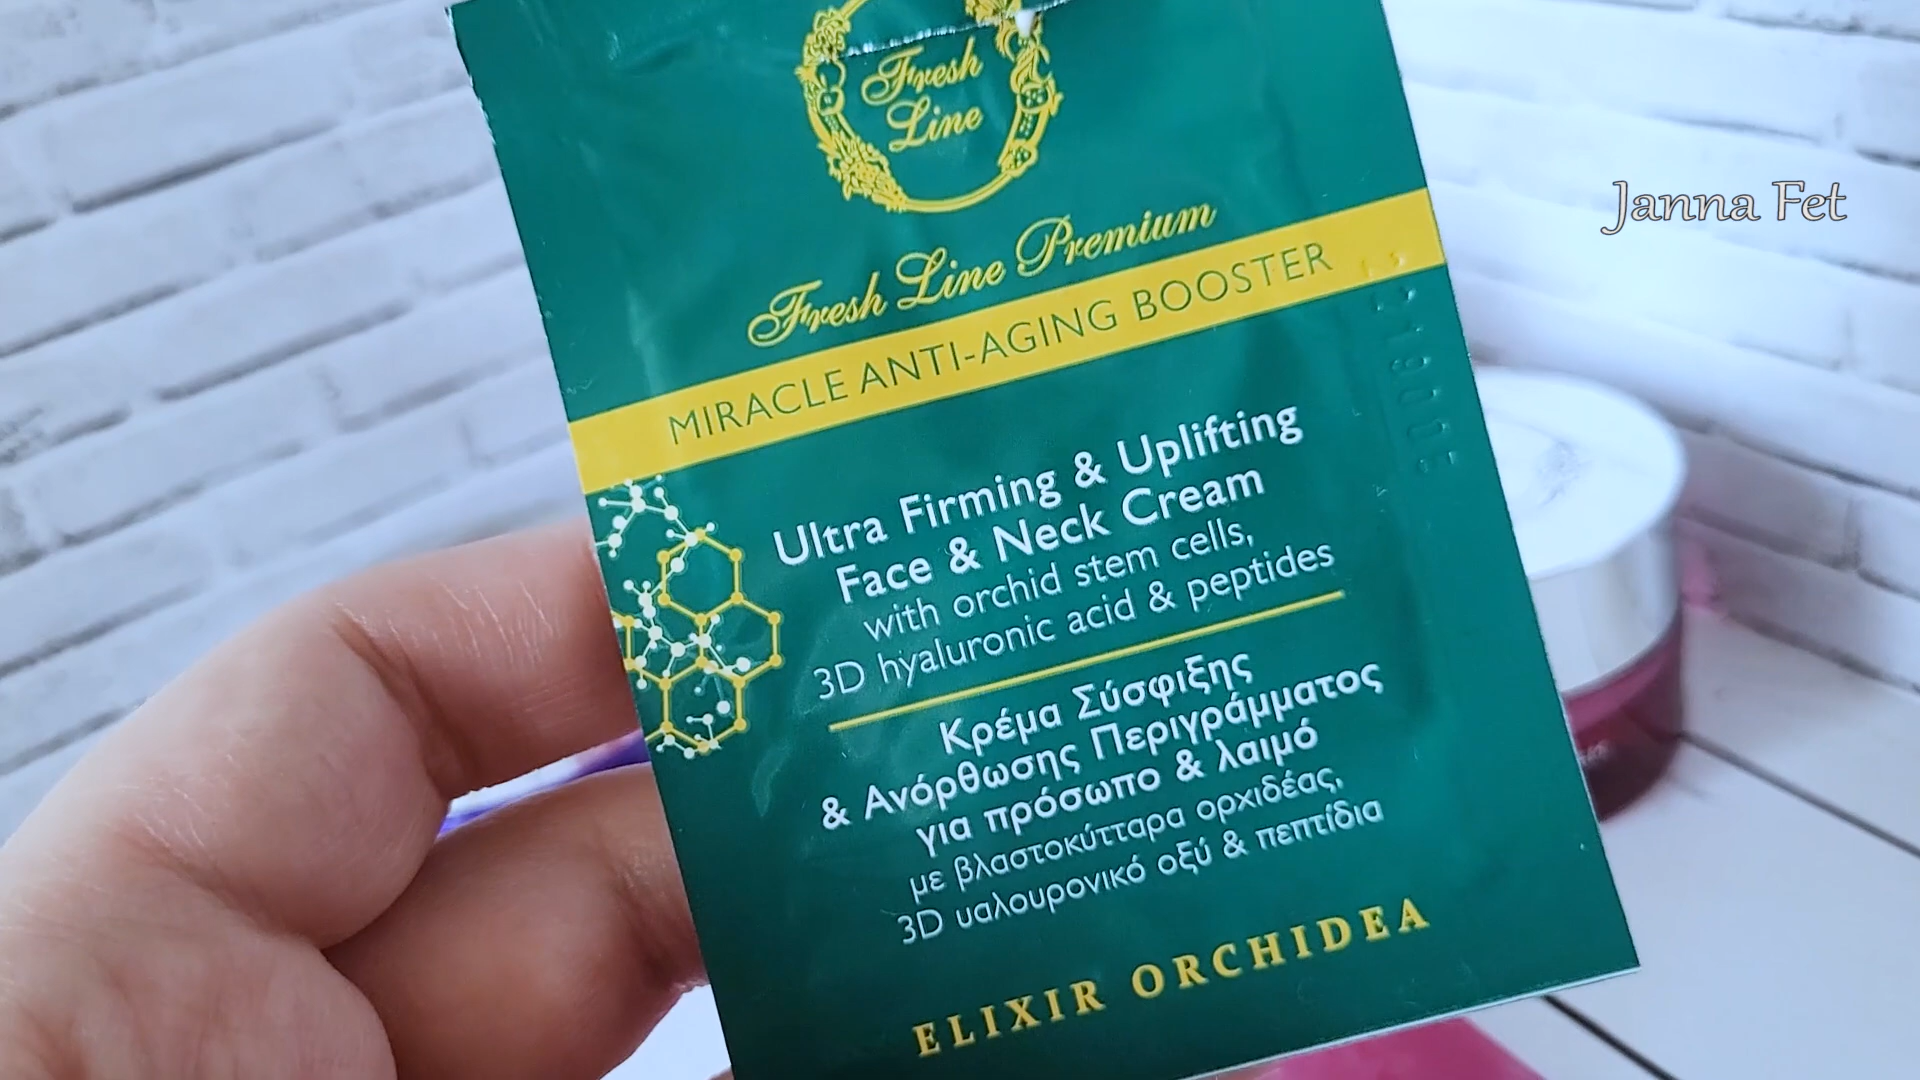 Fresh
Line
Janna Fet
Fresh Line Premium
MIRACLE ANTI-AGING BOOSTER
Ultra Firming & Uplifting
Face & Neck Cream
with orchid stem cells,
3D hyaluronic acid & peptides
Κρέμα Σύσφιξης
& Ανόρθωσης Περιγράμματος
για πρόσωπο & λαιμό
με βλαστοκύτταρα ορχιδέας,
3D υαλουρονικό οξύ & πεπτίδια
ELIXIR ORCHIDEA